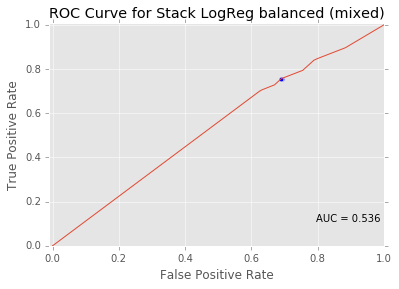 ROC Curve for Stack LogReg balanced (mixed)
1.0
0.8
0.6
0.4
0.2
0.0
True Positive Rate
AUC = 0.536
0.0 0.2 0.4 0.6 0.8 1.0
False Positive Rate